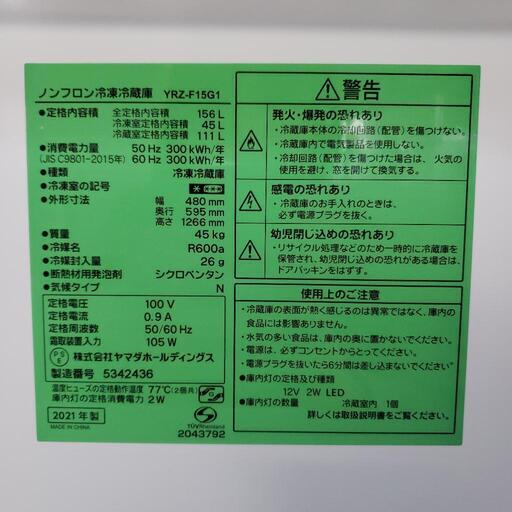 ノンフロン冷凍冷蔵庫 YRZ-F15G1
●定格内容積 全定格内容積 156 L
冷凍室定格内容積 45 L
冷蔵室定格内容積 111 L
●消費電力量 50 Hz 300 kWh/年
(JIS C9801-2015年) 60 Hz 300 kWh/年
●種類 冷凍冷蔵庫
●冷凍室の記号
●外形寸法 幅 480 mm
奥行 595 mm
高さ 1266 mm
●質量 45 kg
●冷媒名 R600a
●冷媒封入量 26 g
●断熱材用発泡剤 シクロペンタン
●気候タイプ N
定格電圧 100 V
定格電流 0.9 A
定格周波数 50/60 Hz
霜取装置入力 105 W
PSE 株式会社ヤマダホールディングス
製造番号 5342436
温度ヒューズの定格動作温度 77℃(2個共)
庫内灯の定格消費電力 2W
2021年製
MADE IN CHINA
TÜVRheinland
2043792
⚠警告
発火・爆発の恐れあり
・冷蔵庫本体の冷却回路(配管)を傷つけない。
・冷蔵庫内で電気製品を使用しない。
・冷却回路(配管)を傷つけた場合は、火気の
使用を避け、窓を開けて換気する。
感電の恐れあり
・冷蔵庫のお手入れのときは、
必ず電源プラグを抜く。
幼児閉じ込めの恐れあり
・リサイクル処理などのため一時的に冷蔵庫を
保管され、幼児閉じ込めの恐れがある場合には、
ドアパッキンをはずす。
使用上のご注意
・冷蔵庫の表面が熱く感じるのは異常ではなく、庫内の
食品には影響ありません。
・水気の多い食品は、庫内の奥に置かないでください。
・電源は、必ずコンセントからとってください。
・電源プラグを抜いたら6分間は差し込まないでください
●庫内灯の定格及び種類
12V 2W LED
●庫内灯の数量 冷蔵室内 1個
詳しくは取扱説明書をご覧ください。